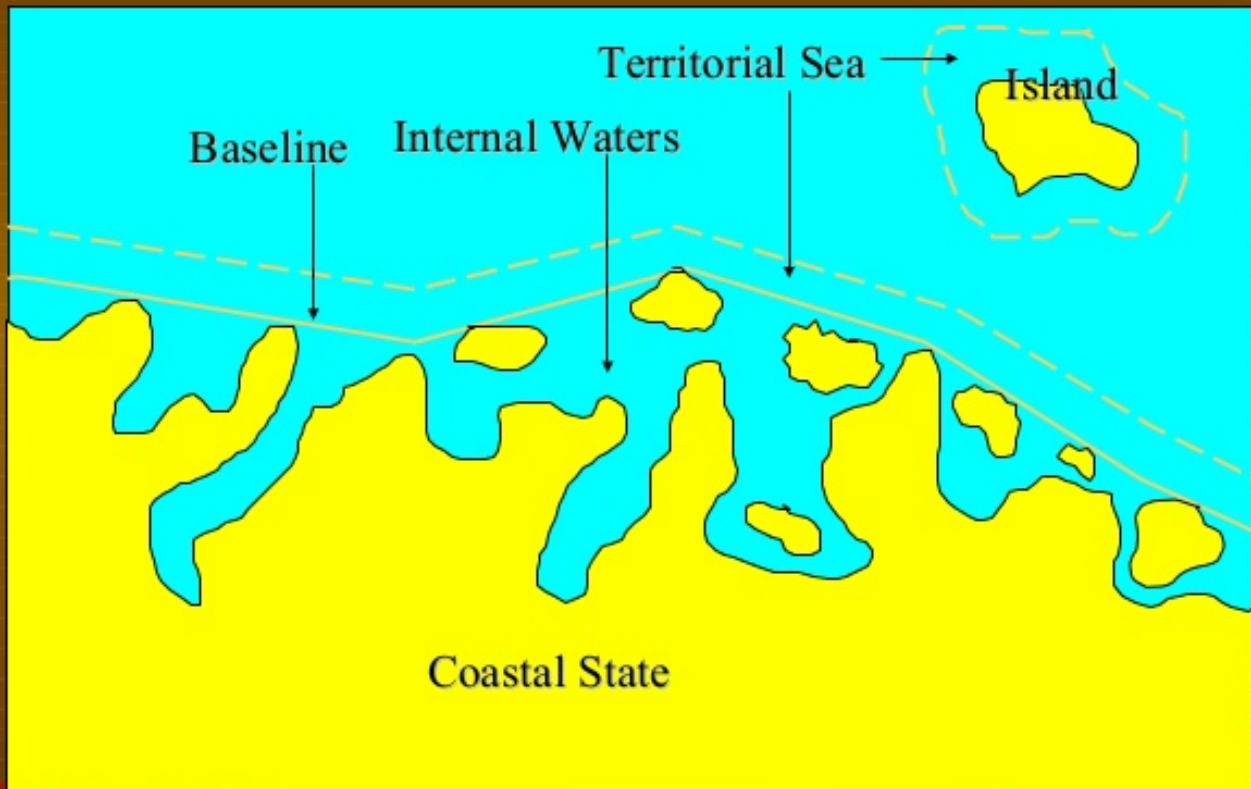 Territorial Sea
Island
Internal Waters
Baseline
Coastal State